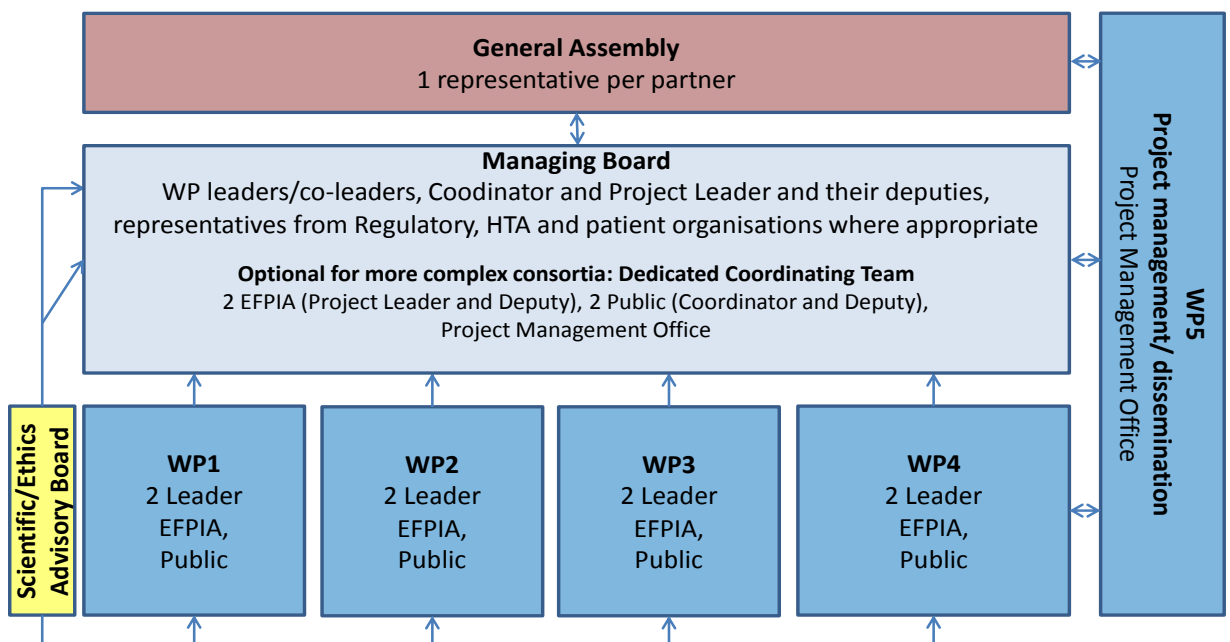 General Assembly
1 representative per partner
Managing Board
WP leaders/co-leaders, Coodinator and Project Leader and their deputies,
representatives from Regulatory, HTA and patient organisations where appropriate
Optional for more complex consortia: Dedicated Coordinating Team
2 EFPIA (Project Leader and Deputy), 2 Public (Coordinator and Deputy),
Project Management Office
Scientific/Ethics
Advisory Board
WP1
2 Leader
EFPIA,
Public
WP2
2 Leader
EFPIA,
Public
WP3
2 Leader
EFPIA,
Public
WP4
2 Leader
EFPIA,
Public
WP5
Project management/ dissemination
Project Management Office